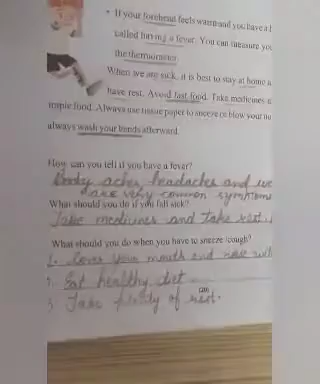 • If your forehead feels warm and you have a h
called having a fever. You can measure you
the thermometer.
When we are sick, it is best to stay at home a
have rest. Avoid fast food. Take medicines a
simple food. Always use tissue paper to sneeze or blow your no
always wash your hands afterward.
How can you tell if you have a fever?
Body aches headaches and we
are very common symptoms
What should you do if you fall sick?
Take medicines and take rest.
What should you do when you have to sneeze /cough?
1. Cover your mouth and nose with
2. Eat healthy diet
can
3. Take plenty of rest.